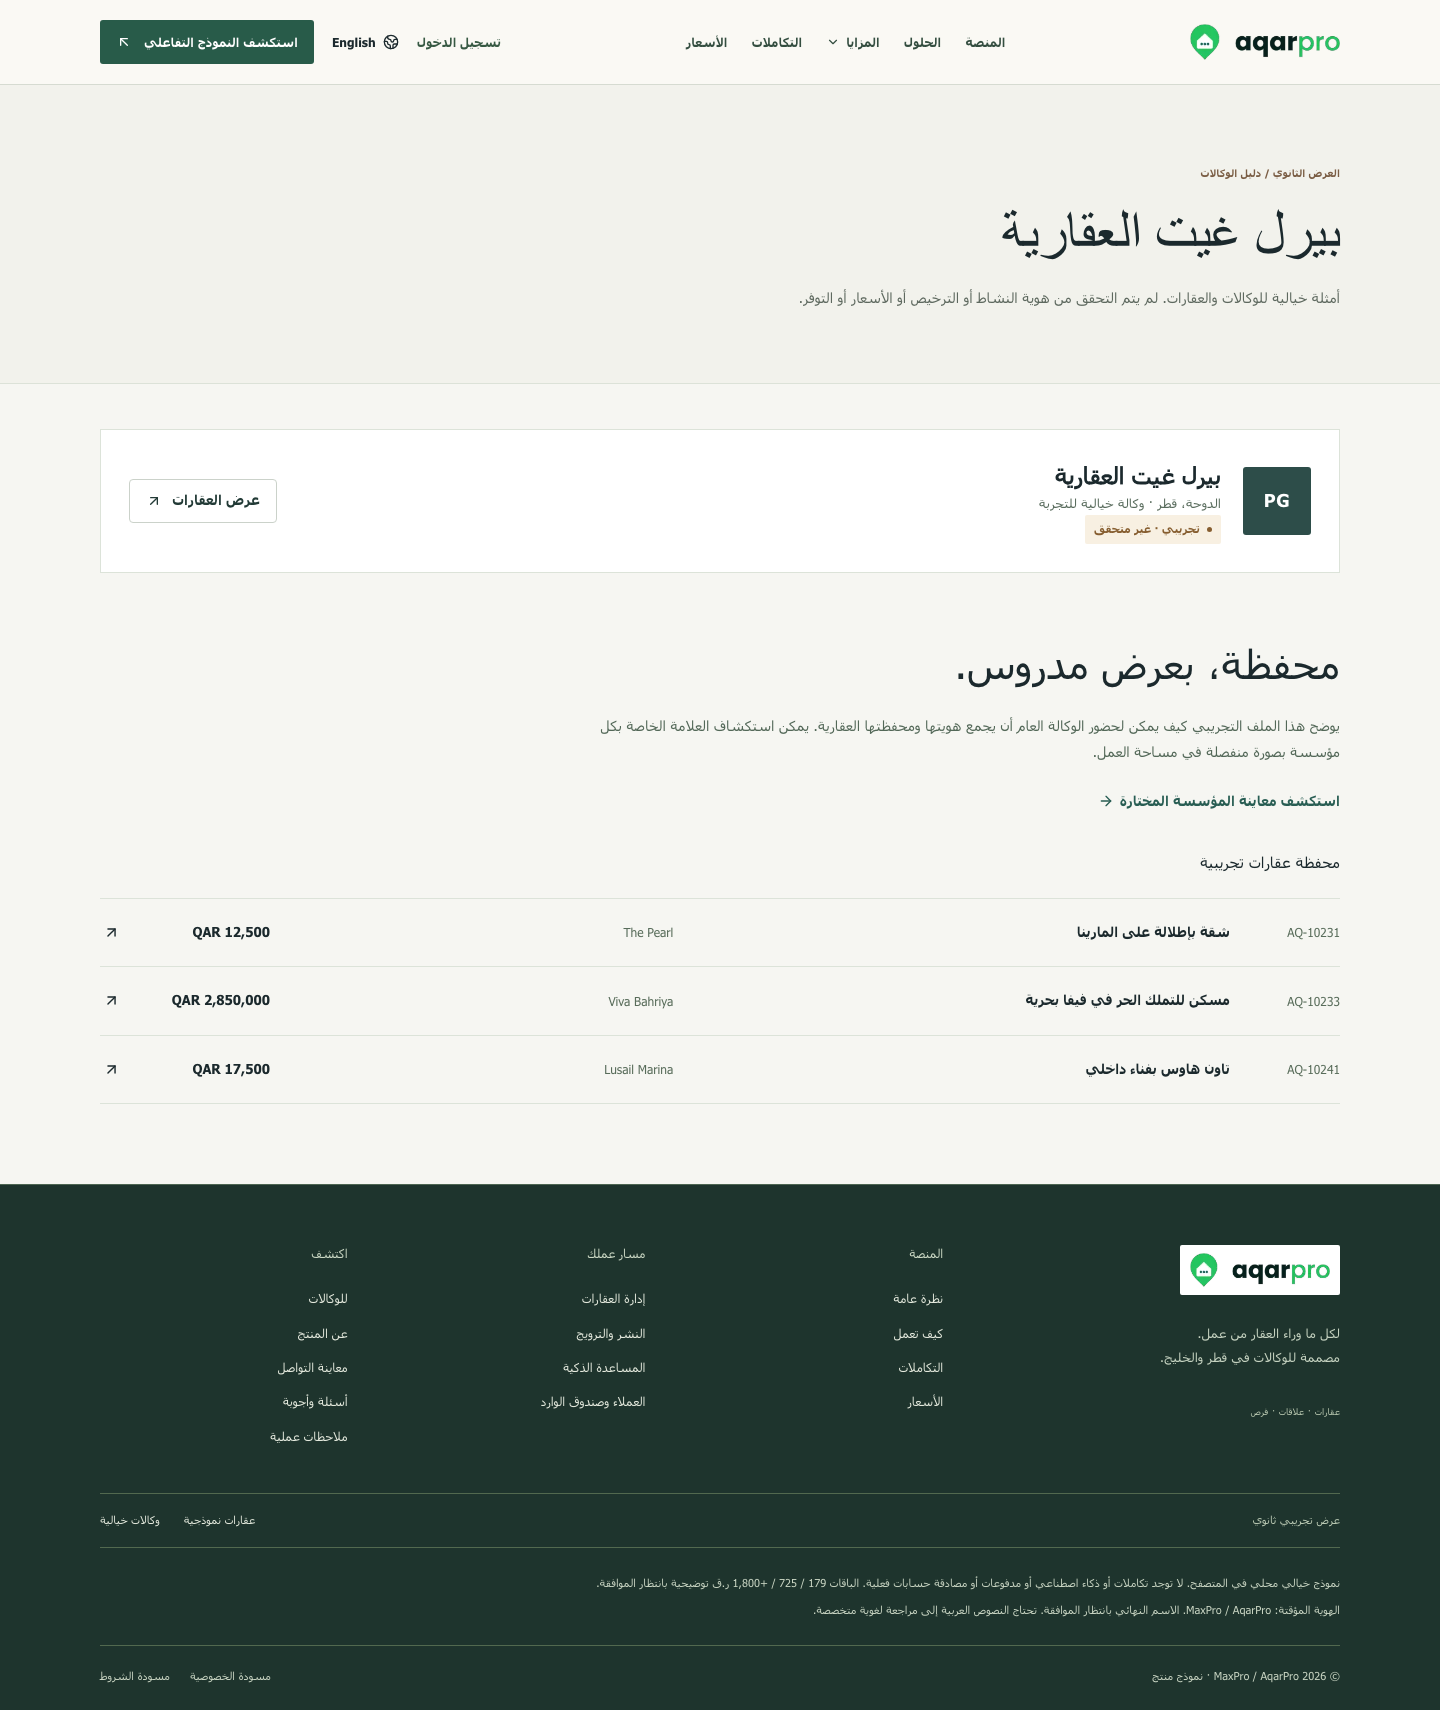 aqarpro
المنصة
الحلول
المزايا
التكاملات
الأسعار
تسجيل الدخول
English
استكشف النموذج التفاعلي
العرض الثانوي / دليل الوكالات
بيرل غيت العقارية
أمثلة خيالية للوكالات والعقارات. لم يتم التحقق من هوية النشاط أو الترخيص أو الأسعار أو التوفر.
PG
بيرل غيت العقارية
الدوحة، قطر · وكالة خيالية للتجربة
تجريبي · غير متحقق
عرض العقارات
محفظة، بعرض مدروس.
يوضح هذا الملف التجريبي كيف يمكن لحضور الوكالة العام أن يجمع هويتها ومحفظتها العقارية. يمكن استكشاف العلامة الخاصة بكل
مؤسسة بصورة منفصلة في مساحة العمل.
استكشف معاينة المؤسسة المختارة
محفظة عقارات تجريبية
AQ-10231 شقة بإطلالة على المارينا The Pearl QAR 12,500
AQ-10233 مسكن للتملك الحر في فيفا بحرية Viva Bahriya QAR 2,850,000
AQ-10241 تاون هاوس بفناء داخلي Lusail Marina QAR 17,500
aqarpro
لكل ما وراء العقار من عمل.
مصممة للوكالات في قطر والخليج.
عقارات · علاقات · فرص
المنصة
نظرة عامة
كيف تعمل
التكاملات
الأسعار
مسار عملك
إدارة العقارات
النشر والترويج
المساعدة الذكية
العملاء وصندوق الوارد
اكتشف
للوكالات
عن المنتج
معاينة التواصل
أسئلة وأجوبة
ملاحظات عملية
عرض تجريبي ثانوي
عقارات نموذجية
وكالات خيالية
نموذج خيالي محلي في المتصفح. لا توجد تكاملات أو ذكاء اصطناعي أو مدفوعات أو مصادقة حسابات فعلية. الباقات 179 / 725 / +1,800 ر.ق توضيحية بانتظار الموافقة.
الهوية المؤقتة: MaxPro / AqarPro. الاسم النهائي بانتظار الموافقة. تحتاج النصوص العربية إلى مراجعة لغوية متخصصة.
© 2026 MaxPro / AqarPro · نموذج منتج
مسودة الخصوصية
مسودة الشروط